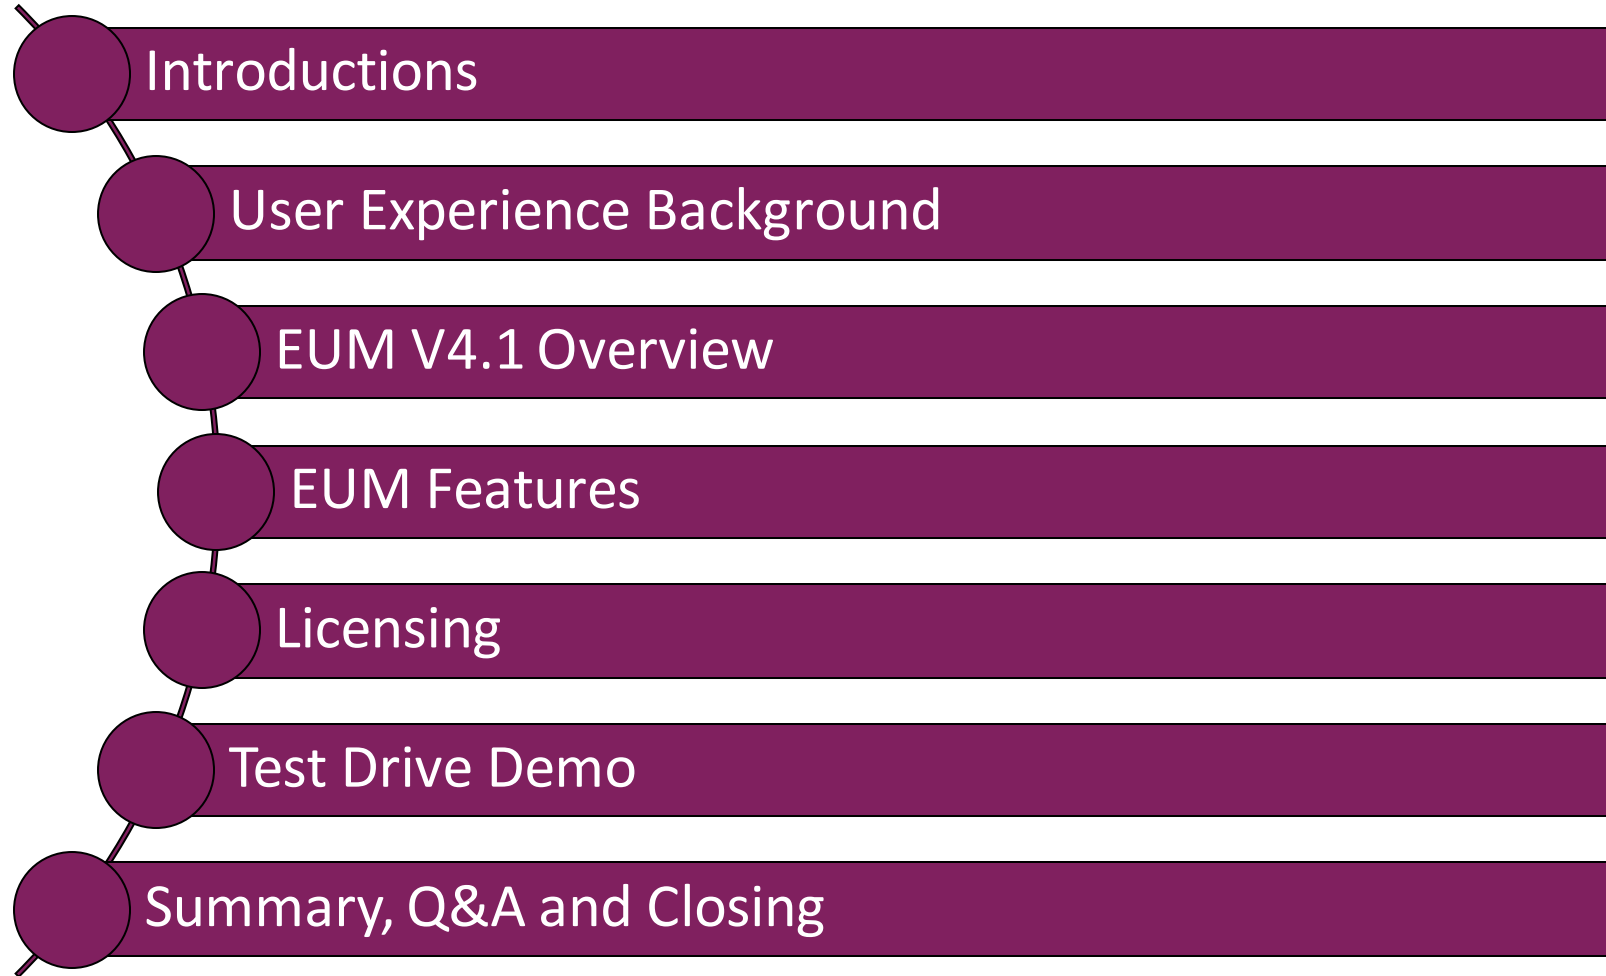 Introductions
User Experience Background
EUM V4.1 Overview
EUM Features
Licensing
Test Drive Demo
Summary, Q&A and Closing